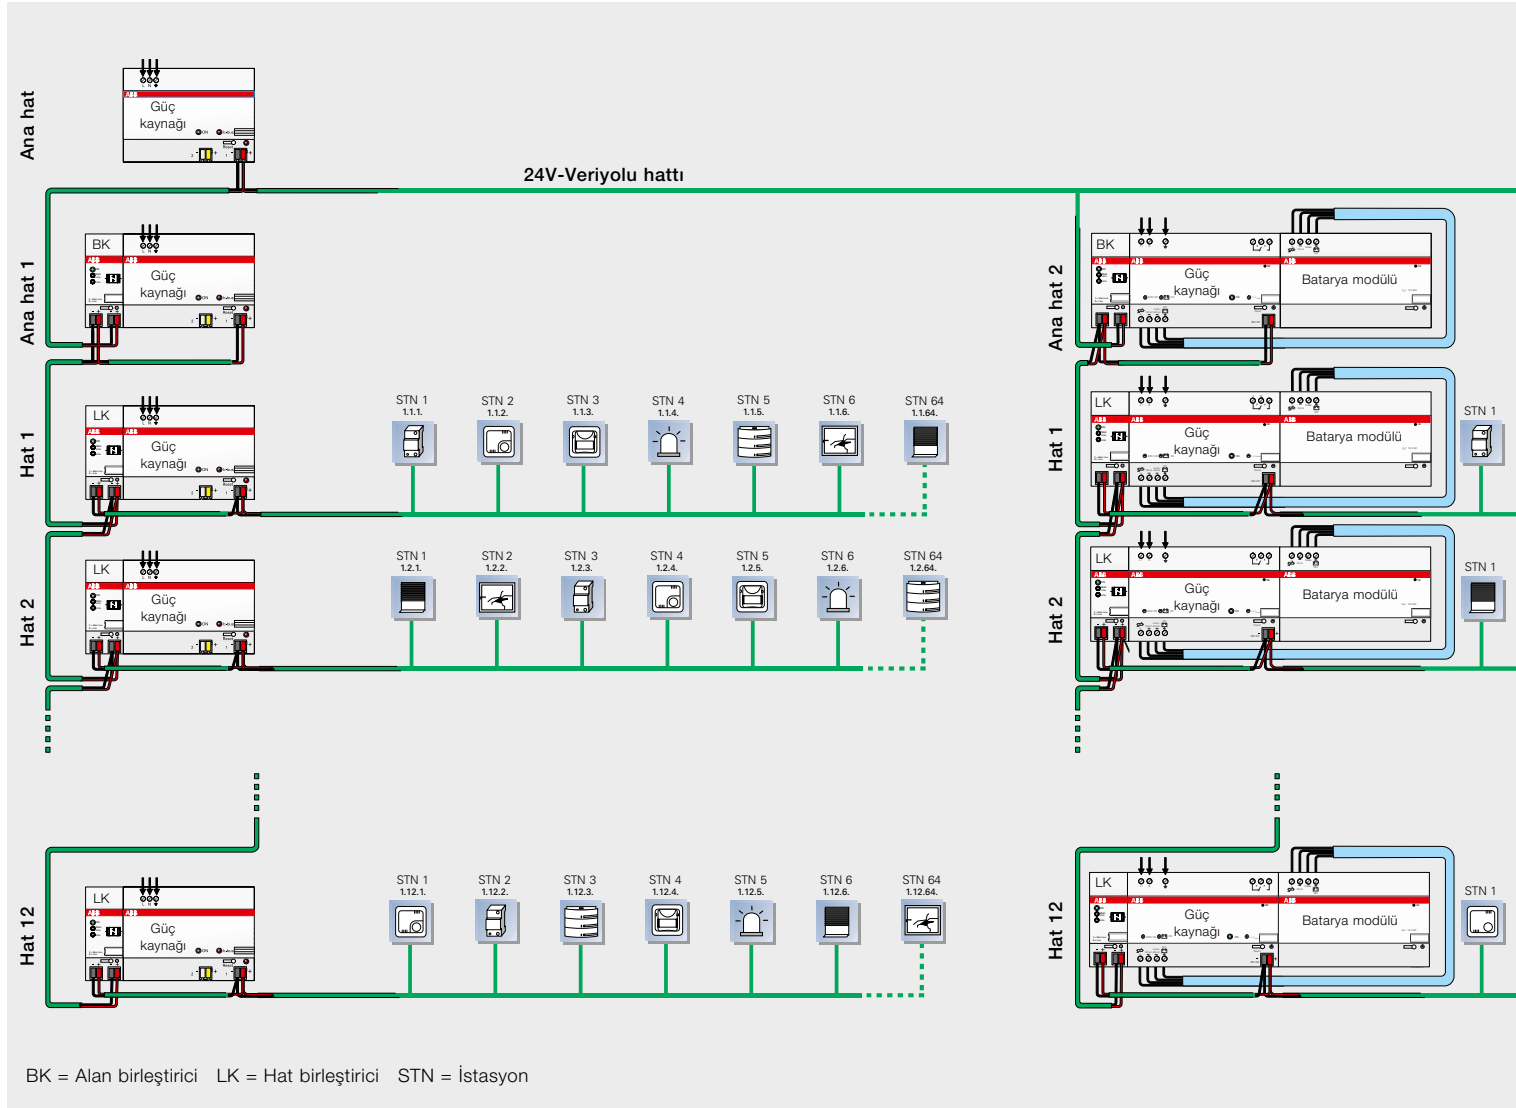 Ana hat
Güç
kaynağı
24V-Veriyolu hattı
Ana hat 1
BK
ABB
Güç
kaynağı
Ana hat 2
BK
ABB
Güç
kaynağı
Batarya modülü
Hat 1
LK
ABB
Güç
kaynağı
STN 1
1.1.1.
STN 2
1.1.2.
STN 3
1.1.3.
STN 4
1.1.4.
STN 5
1.1.5.
STN 6
1.1.6.
STN 64
1.1.64.
Hat 1
LK
ABB
Güç
kaynağı
Batarya modülü
STN 1
Hat 2
LK
ABB
Güç
kaynağı
STN 1
1.2.1.
STN 2
1.2.2.
STN 3
1.2.3.
STN 4
1.2.4.
STN 5
1.2.5.
STN 6
1.2.6.
STN 64
1.2.64.
Hat 2
LK
ABB
Güç
kaynağı
Batarya modülü
STN 1
Hat 12
LK
ABB
Güç
kaynağı
STN 1
1.12.1.
STN 2
1.12.2.
STN 3
1.12.3.
STN 4
1.12.4.
STN 5
1.12.5.
STN 6
1.12.6.
STN 64
1.12.64.
Hat 12
LK
ABB
Güç
kaynağı
Batarya modülü
STN 1
BK = Alan birleştirici LK = Hat birleştirici STN = İstasyon